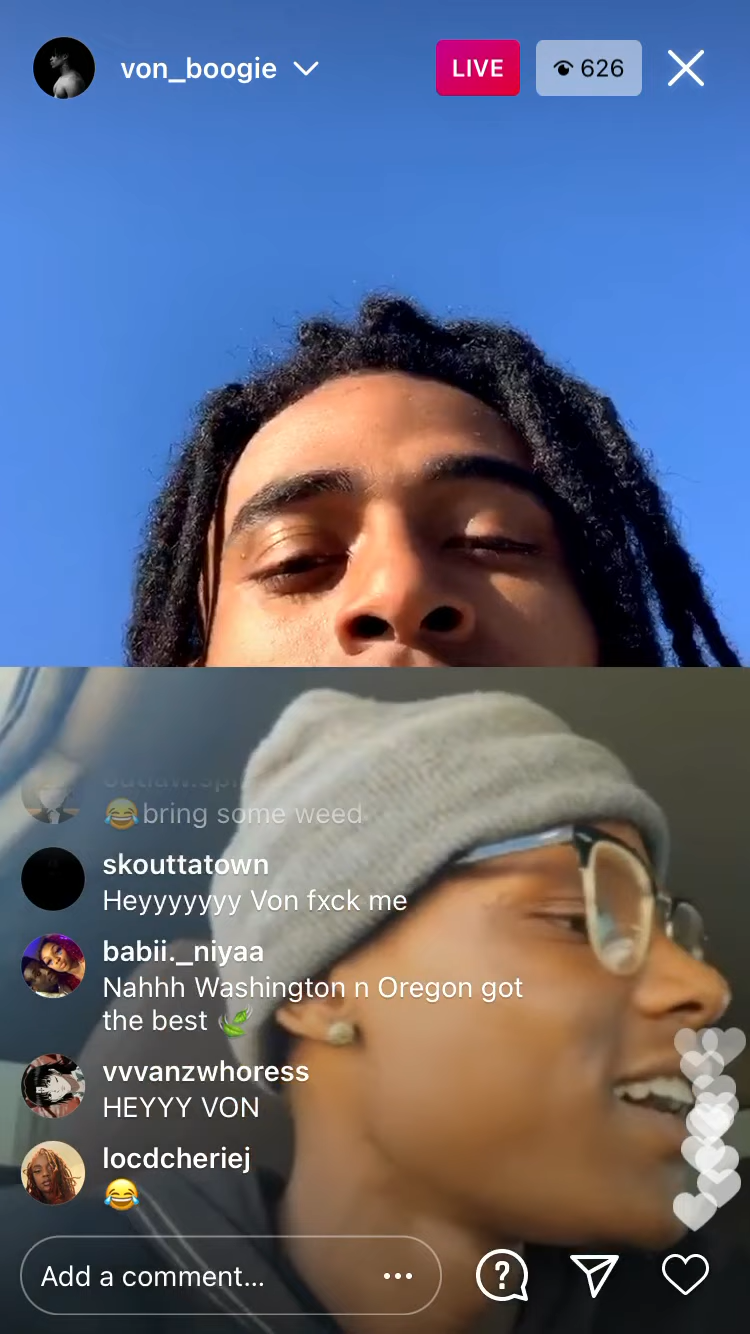 von_boogie
LIVE
626
😂bring some weed
skouttatown
Heyyyyyyy Von fxck me
babii._niyaa
Nahhh Washington n Oregon got
the best 🌿
vvvanzwhoress
HEYYY VON
locdcheriej
😂
Add a comment...